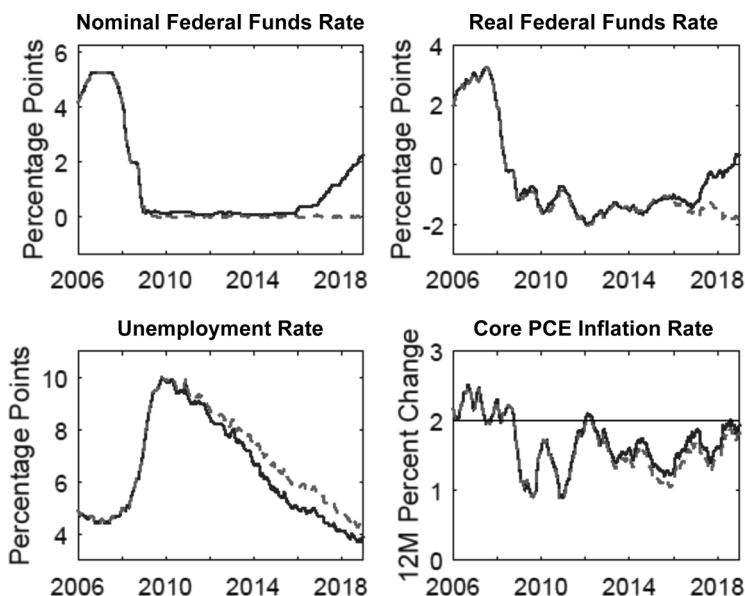 Nominal Federal Funds Rate
Percentage Points
6
4
2
0
2006 2010 2014 2018
Real Federal Funds Rate
Percentage Points
4
2
0
-2
2006 2010 2014 2018
Unemployment Rate
Percentage Points
10
8
6
4
2006 2010 2014 2018
Core PCE Inflation Rate
12M Percent Change
3
2
1
0
2006 2010 2014 2018